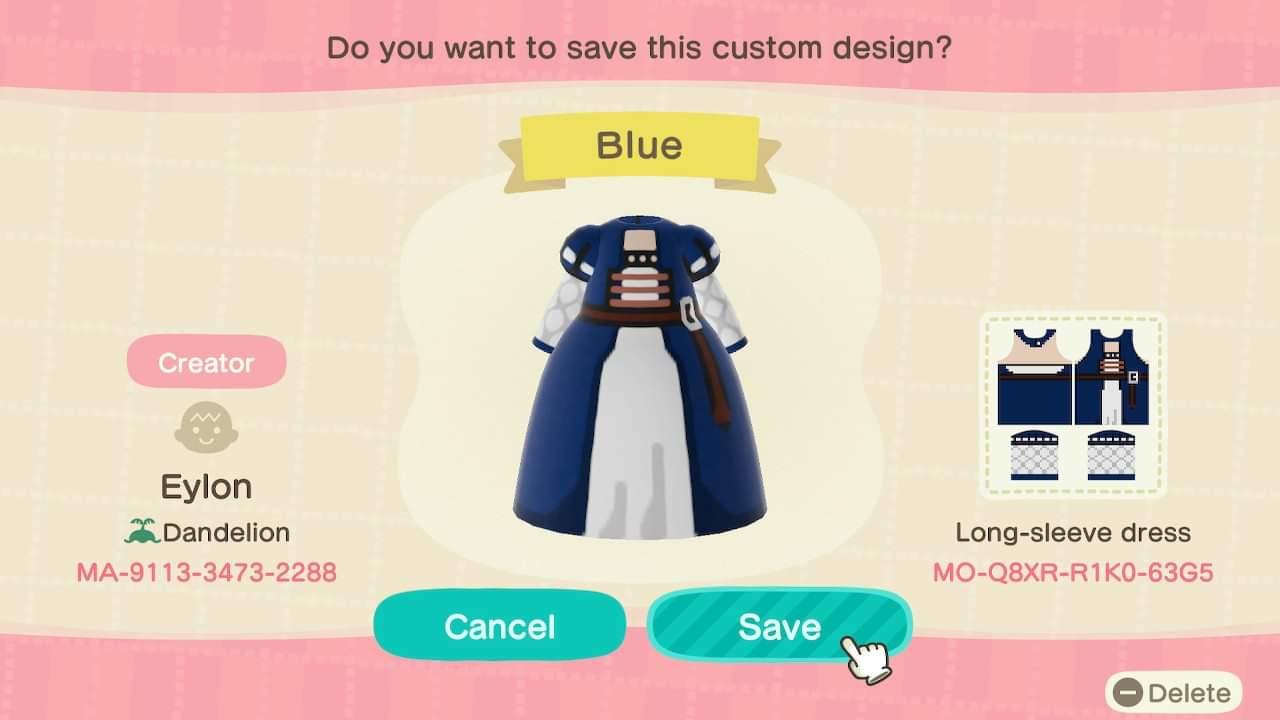 Do you want to save this custom design?
Blue
Creator
Eylon
Dandelion
MA-9113-3473-2288
Long-sleeve dress
MO-Q8XR-R1K0-63G5
Cancel
Save
Delete